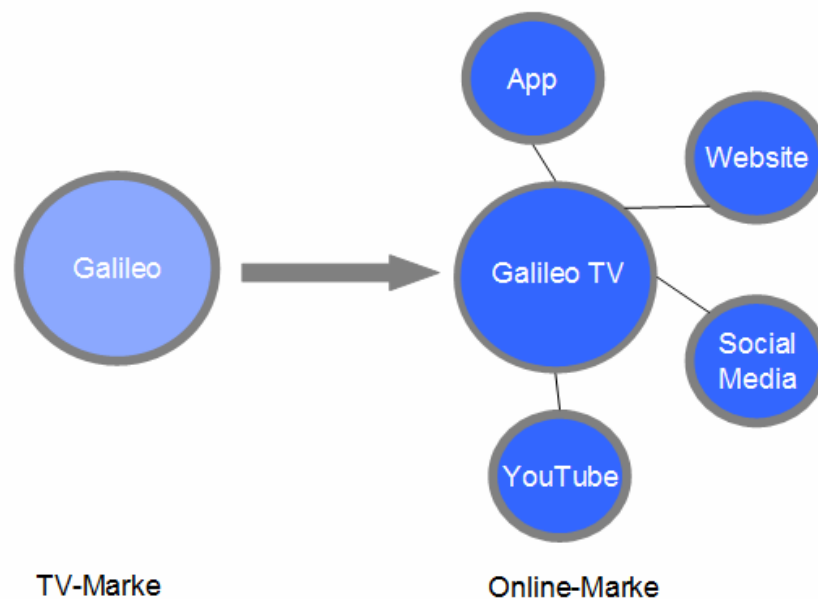 App
Website
Galileo
Galileo TV
Social
Media
YouTube
TV-Marke
Online-Marke